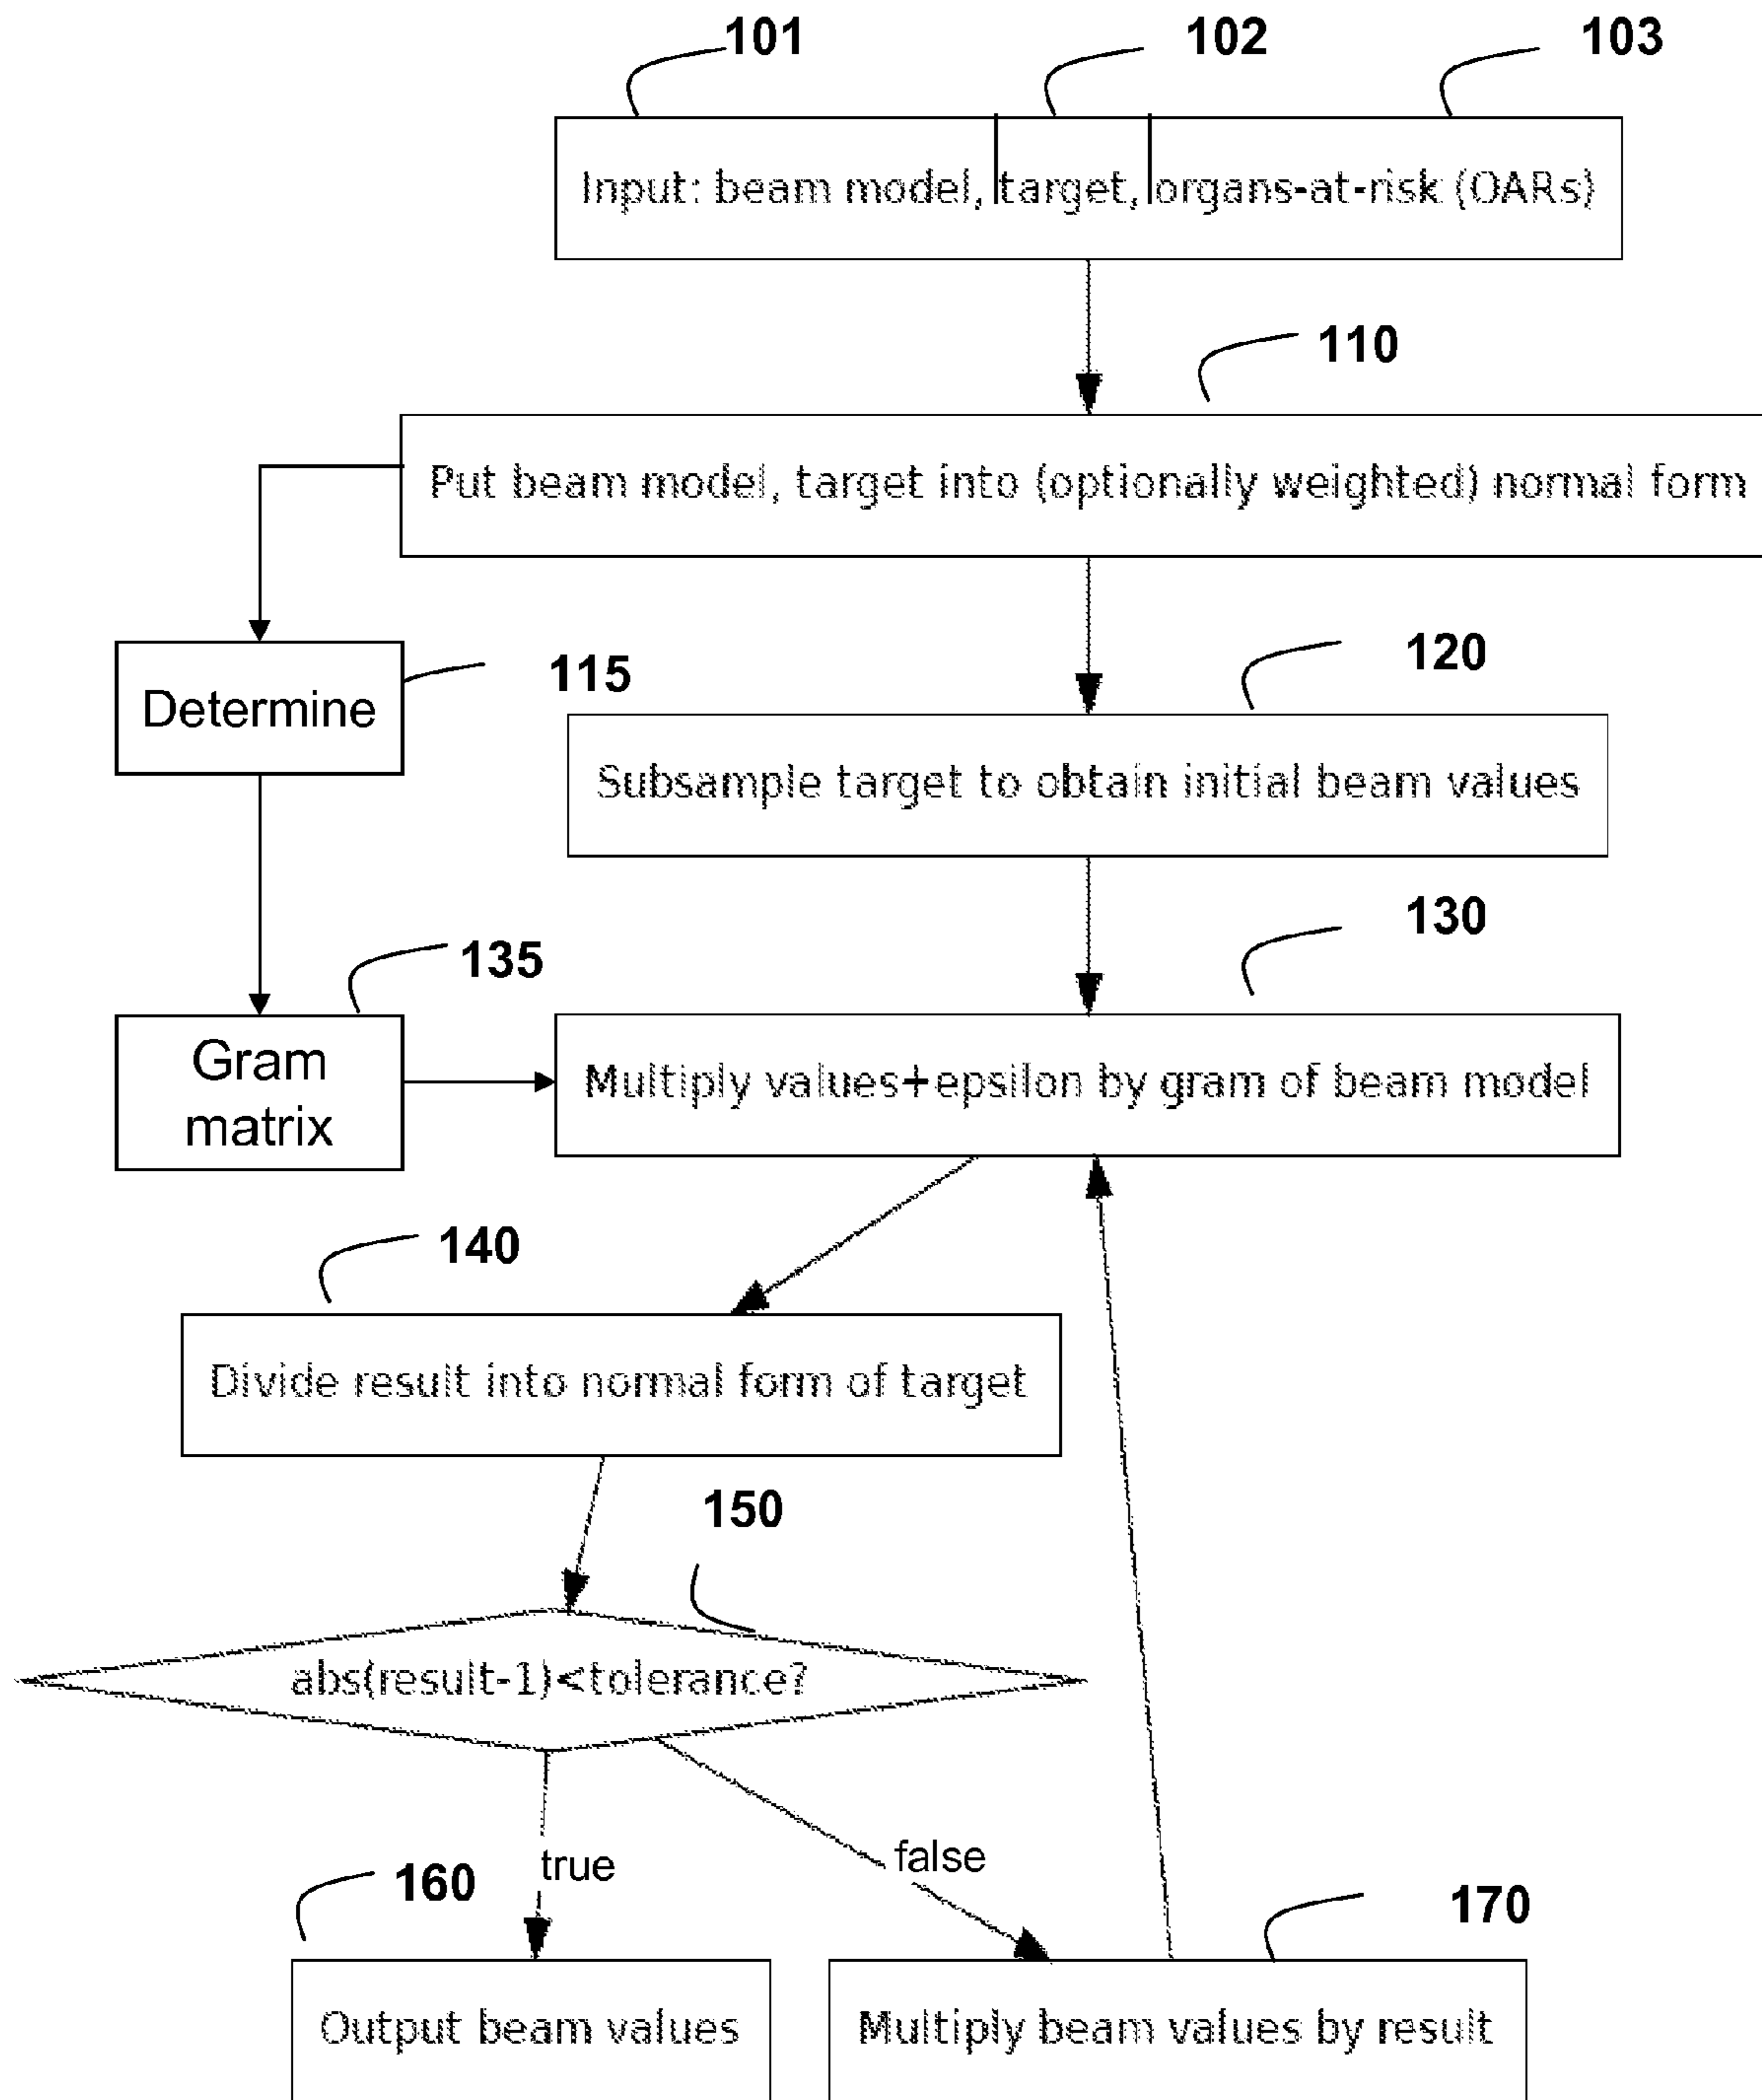 101
102
103
Input: beam model, target, organs-at-risk (OARs)
110
Put beam model, target into (optionally weighted) normal form
115
Determine
120
Subsample target to obtain initial beam values
130
135
Gram
matrix
Multiply values+epsilon by gram of beam model
140
Divide result into normal form of target
150
abs(result-1)<tolerance?
true
false
160
170
Output beam values
Multiply beam values by result